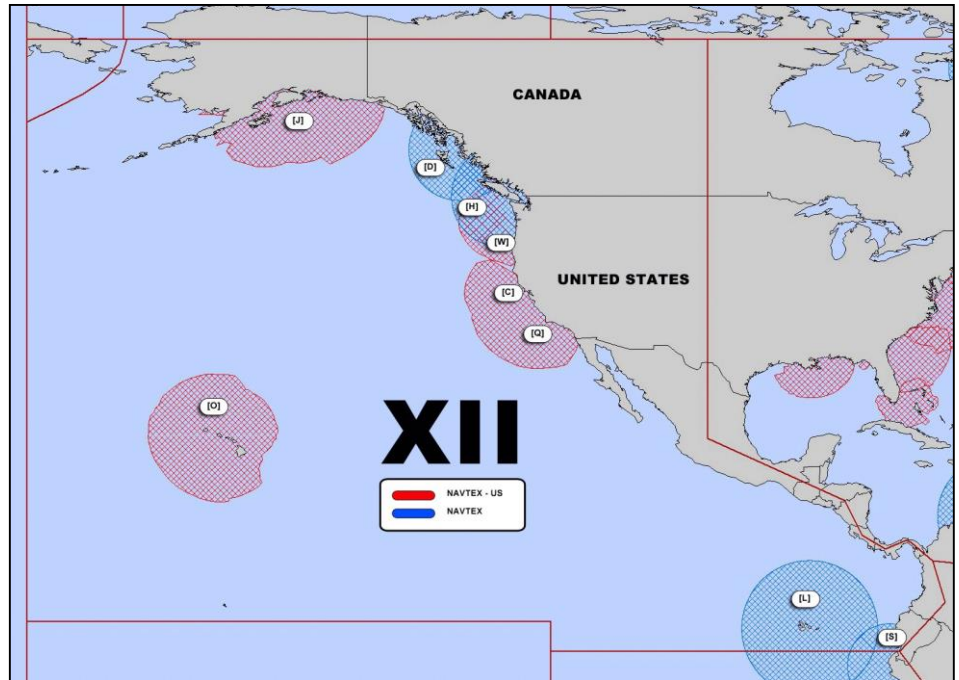 CANADA
[J]
[D]
[H]
[W]
UNITED STATES
[C]
[Q]
[O]
XII
NAVTEX - US
NAVTEX
[L]
[S]